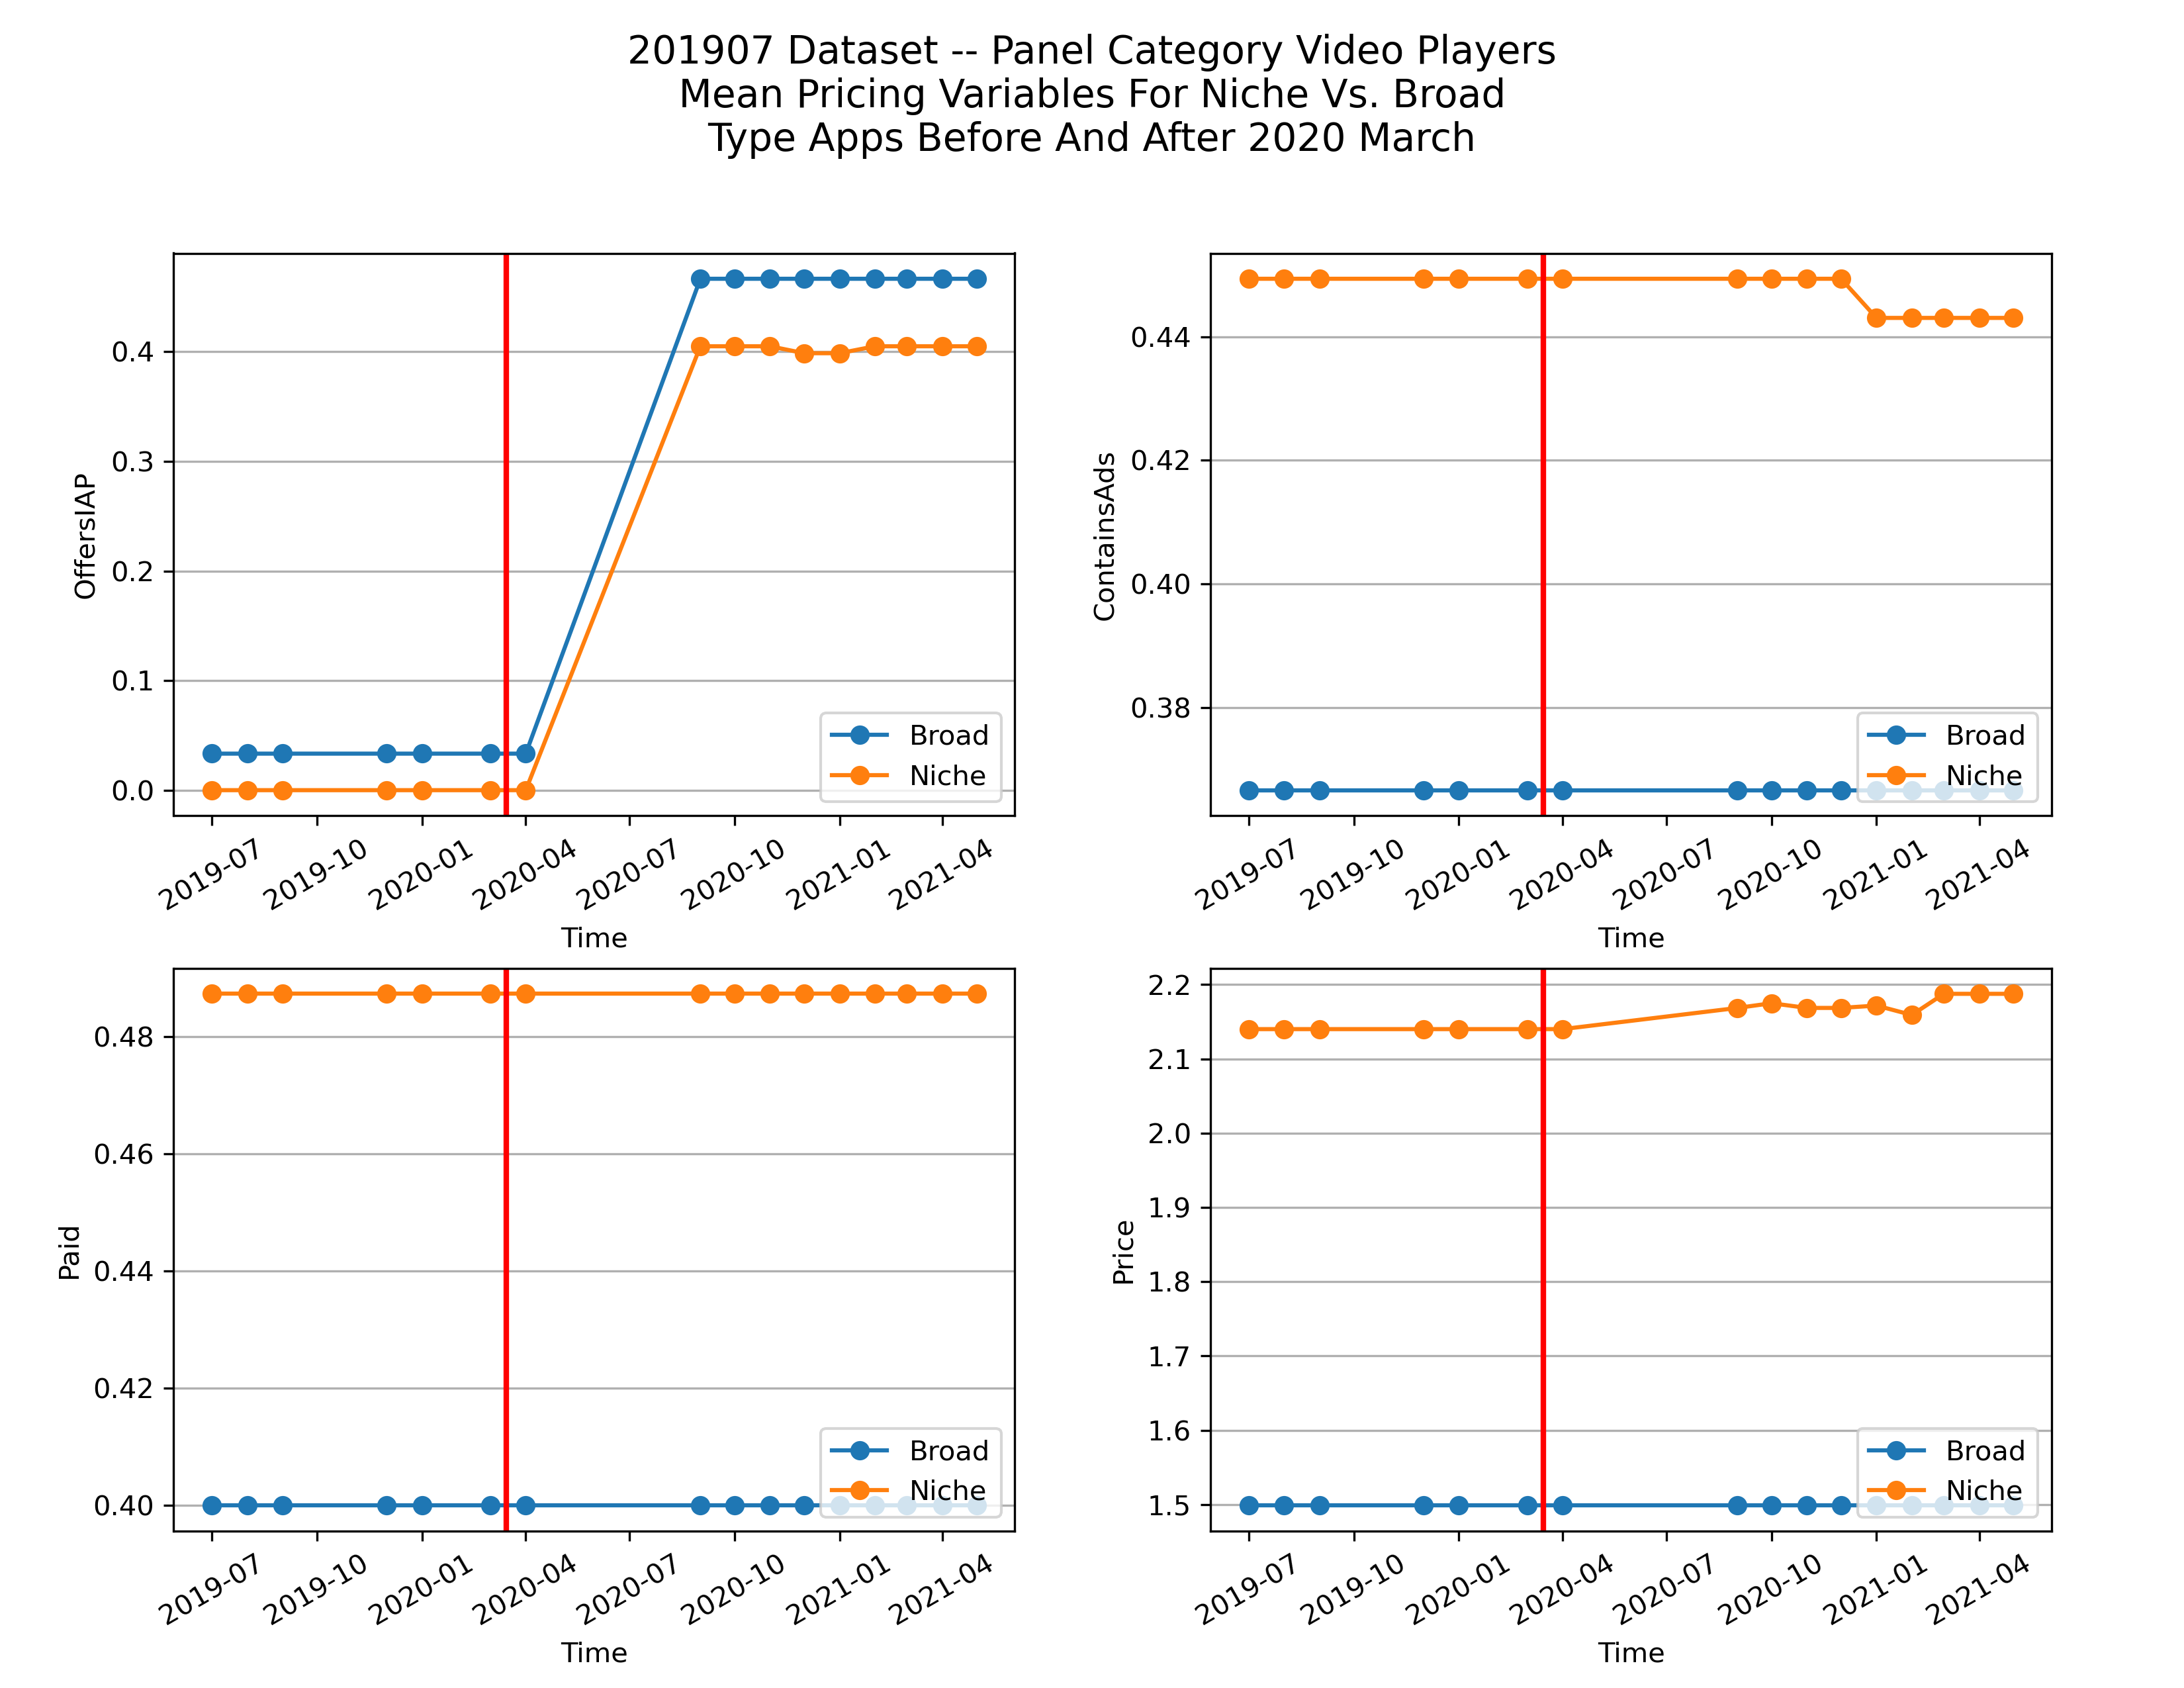 201907 Dataset -- Panel Category Video Players
Mean Pricing Variables For Niche Vs. Broad
Type Apps Before And After 2020 March
OffersIAP
0.4
0.3
0.2
0.1
0.0
Broad
Niche
2019-07 2019-10 2020-01 2020-04 2020-07 2020-10 2021-01 2021-04
Time
ContainsAds
0.44
0.42
0.40
0.38
Broad
Niche
2019-07 2019-10 2020-01 2020-04 2020-07 2020-10 2021-01 2021-04
Time
Paid
0.48
0.46
0.44
0.42
0.40
Broad
Niche
2019-07 2019-10 2020-01 2020-04 2020-07 2020-10 2021-01 2021-04
Time
Price
2.2
2.1
2.0
1.9
1.8
1.7
1.6
1.5
Broad
Niche
2019-07 2019-10 2020-01 2020-04 2020-07 2020-10 2021-01 2021-04
Time